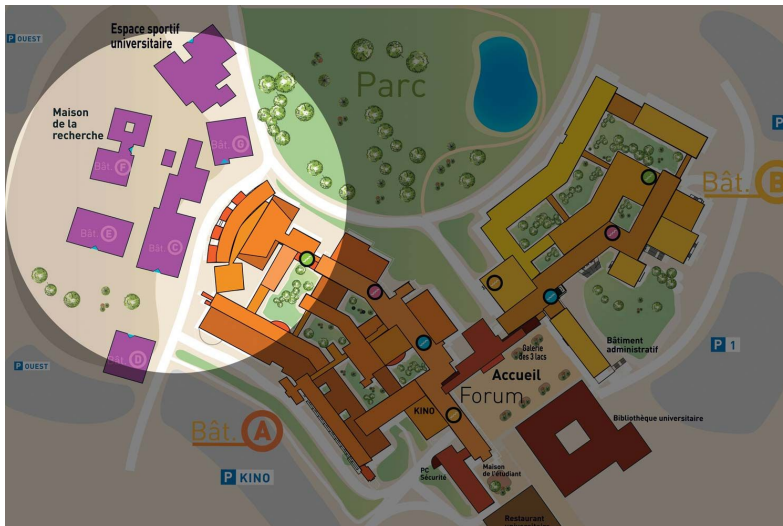 Espace sportif
universitaire
P OUEST
Parc
Maison
de la
recherche
Bât. G
Bât. F
P
Bât. B
Bât. E
Bât. C
Bât. D
P OUEST
Galerie
des 3 lacs
Bâtiment
administratif
P 1
Accueil
Forum
KINO
Bât. A
Bibliothèque universitaire
P KINO
PC
Sécurité
Maison
de l'étudiant
Restaurant